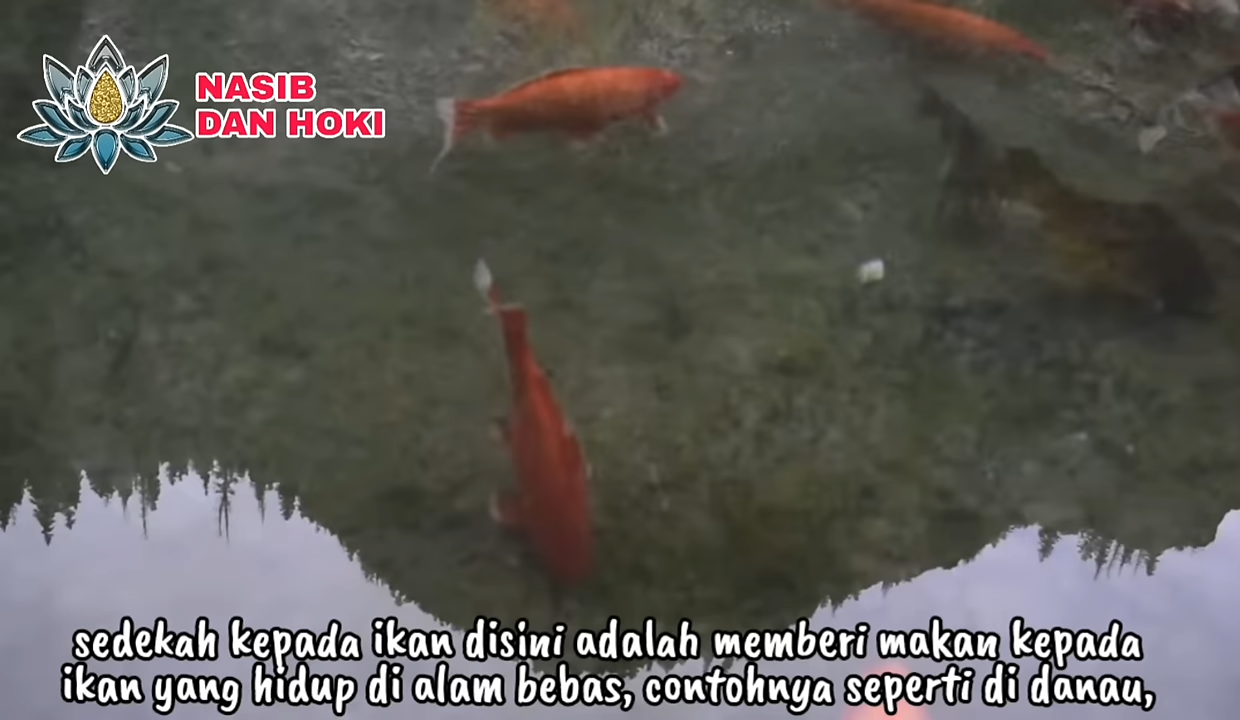 NASIB
DAN HOKI
sedekah kepada ikan disini adalah memberi makan kepada
ikan yang hidup di alam bebas, contohnya seperti di danau,